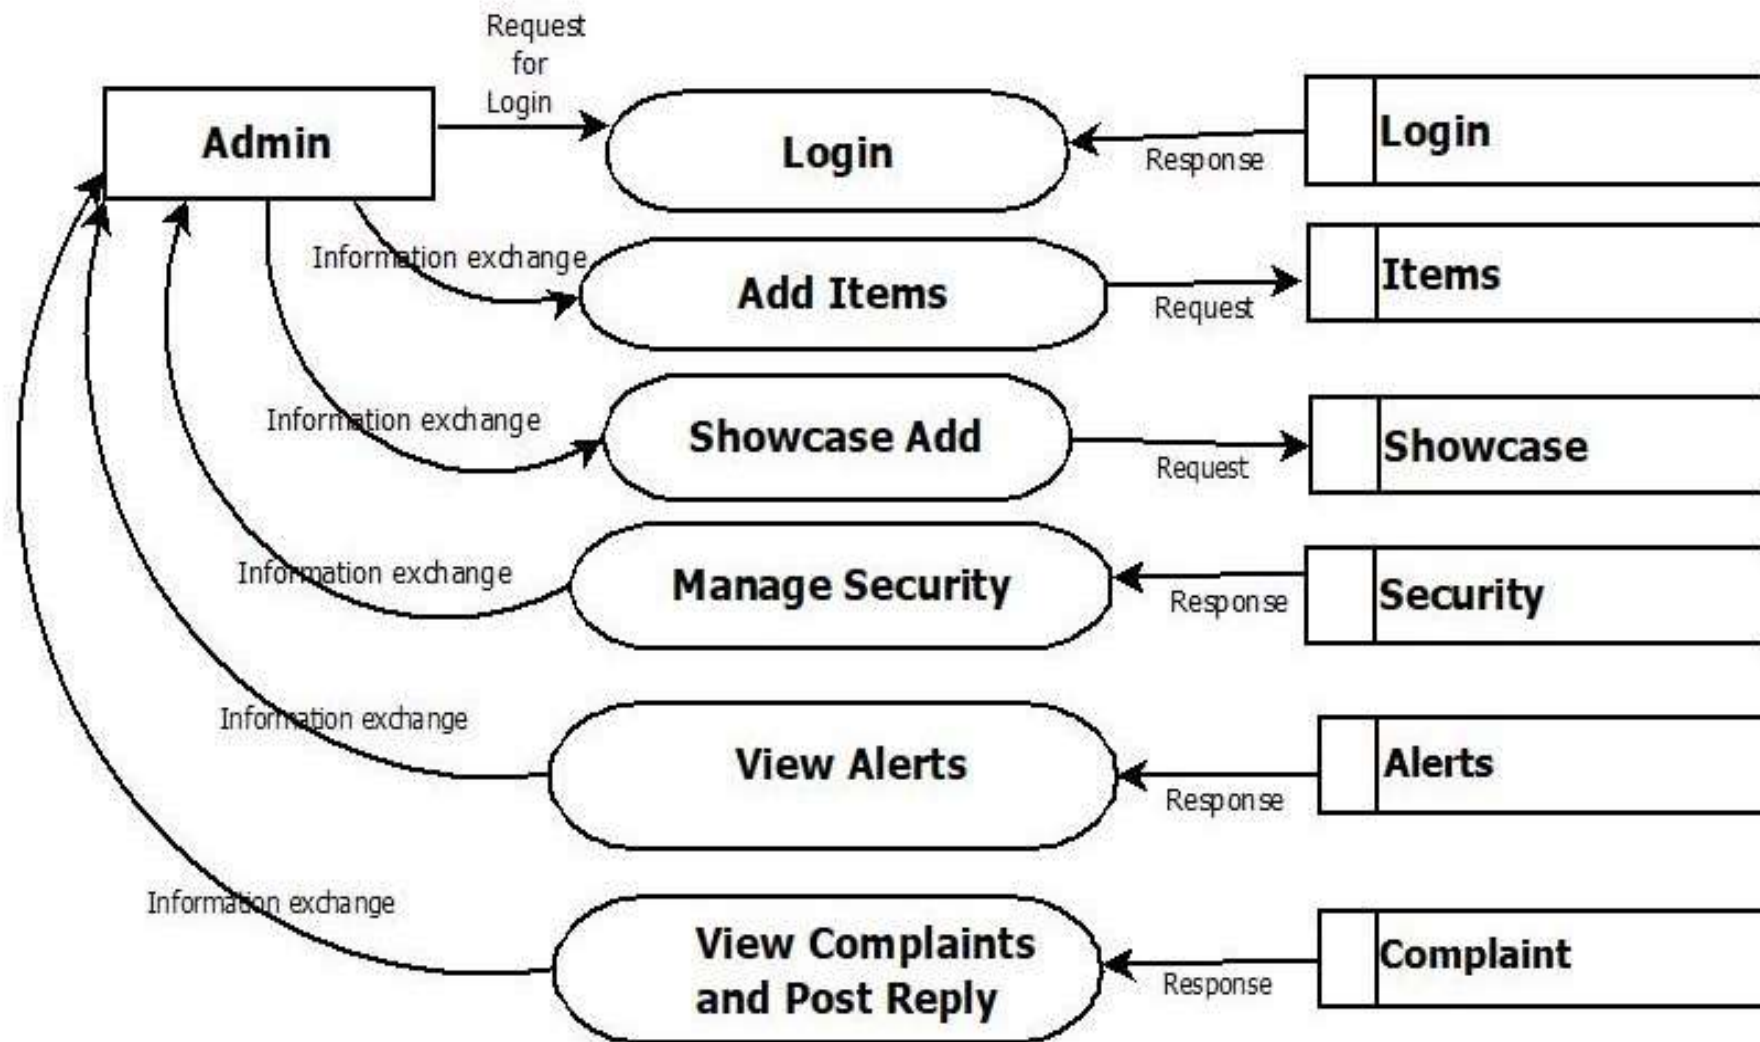 Request
for
Login
Admin
Login
Response
Login
Information exchange
Add Items
Request
Items
Information exchange
Showcase Add
Request
Showcase
Information exchange
Manage Security
Response
Security
Information exchange
View Alerts
Response
Alerts
Information exchange
View Complaints
and Post Reply
Response
Complaint